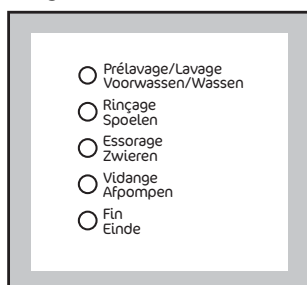 Prélavage/Lavage
Voorwassen/Wassen
Rinçage
Spoelen
Essorage
Zwieren
Vidange
Afpompen
Fin
Einde